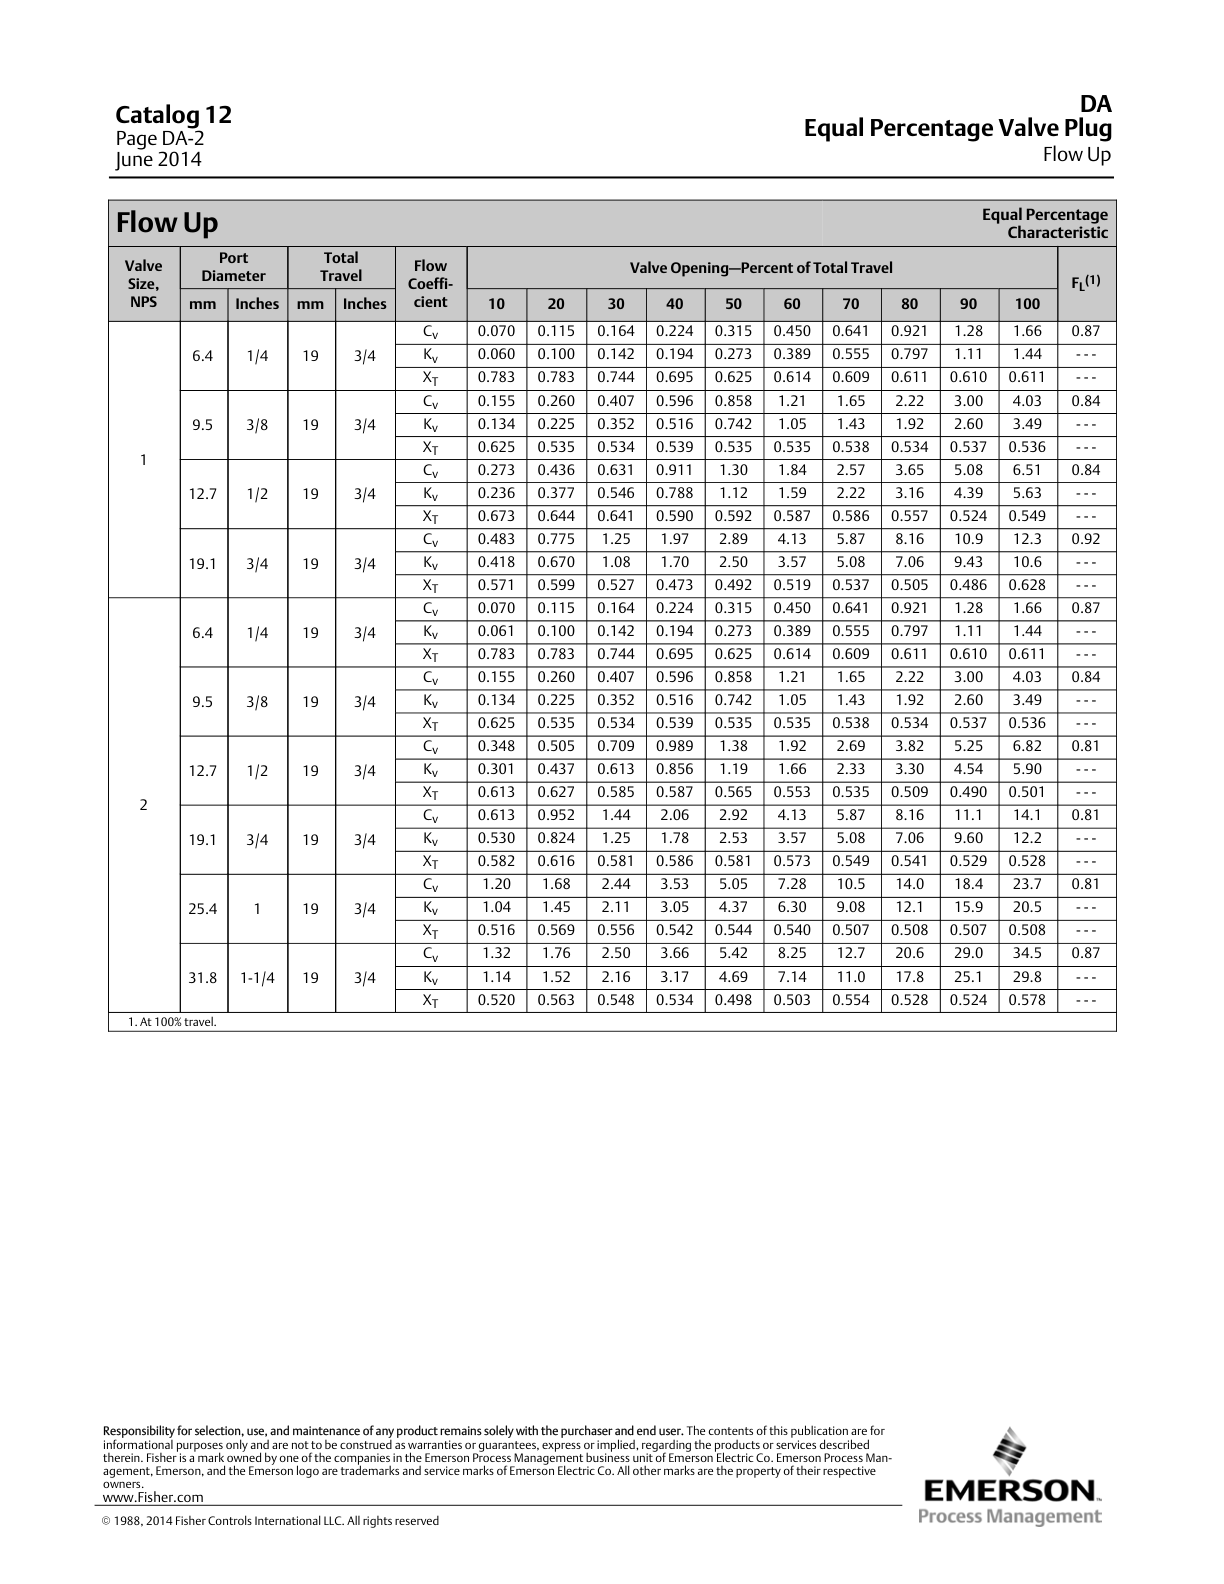 Catalog 12
Page DA-2
June 2014
DA
Equal Percentage Valve Plug
Flow Up
Flow Up
Equal Percentage
Characteristic
Valve Size, NPS Port Diameter Total Travel Flow Coeffi-cient Valve Opening—Percent of Total Travel FL(1)
mm Inches mm Inches 10 20 30 40 50 60 70 80 90 100
1 6.4 1/4 19 3/4 Cv 0.070 0.115 0.164 0.224 0.315 0.450 0.641 0.921 1.28 1.66 0.87
Kv 0.060 0.100 0.142 0.194 0.273 0.389 0.555 0.797 1.11 1.44 - - -
XT 0.783 0.783 0.744 0.695 0.625 0.614 0.609 0.611 0.610 0.611 - - -
9.5 3/8 19 3/4 Cv 0.155 0.260 0.407 0.596 0.858 1.21 1.65 2.22 3.00 4.03 0.84
Kv 0.134 0.225 0.352 0.516 0.742 1.05 1.43 1.92 2.60 3.49 - - -
XT 0.625 0.535 0.534 0.539 0.535 0.535 0.538 0.534 0.537 0.536 - - -
12.7 1/2 19 3/4 Cv 0.273 0.436 0.631 0.911 1.30 1.84 2.57 3.65 5.08 6.51 0.84
Kv 0.236 0.377 0.546 0.788 1.12 1.59 2.22 3.16 4.39 5.63 - - -
XT 0.673 0.644 0.641 0.590 0.592 0.587 0.586 0.557 0.524 0.549 - - -
19.1 3/4 19 3/4 Cv 0.483 0.775 1.25 1.97 2.89 4.13 5.87 8.16 10.9 12.3 0.92
Kv 0.418 0.670 1.08 1.70 2.50 3.57 5.08 7.06 9.43 10.6 - - -
XT 0.571 0.599 0.527 0.473 0.492 0.519 0.537 0.505 0.486 0.628 - - -
2 6.4 1/4 19 3/4 Cv 0.070 0.115 0.164 0.224 0.315 0.450 0.641 0.921 1.28 1.66 0.87
Kv 0.061 0.100 0.142 0.194 0.273 0.389 0.555 0.797 1.11 1.44 - - -
XT 0.783 0.783 0.744 0.695 0.625 0.614 0.609 0.611 0.610 0.611 - - -
9.5 3/8 19 3/4 Cv 0.155 0.260 0.407 0.596 0.858 1.21 1.65 2.22 3.00 4.03 0.84
Kv 0.134 0.225 0.352 0.516 0.742 1.05 1.43 1.92 2.60 3.49 - - -
XT 0.625 0.535 0.534 0.539 0.535 0.535 0.538 0.534 0.537 0.536 - - -
12.7 1/2 19 3/4 Cv 0.348 0.505 0.709 0.989 1.38 1.92 2.69 3.82 5.25 6.82 0.81
Kv 0.301 0.437 0.613 0.856 1.19 1.66 2.33 3.30 4.54 5.90 - - -
XT 0.613 0.627 0.585 0.587 0.565 0.553 0.535 0.509 0.490 0.501 - - -
19.1 3/4 19 3/4 Cv 0.613 0.952 1.44 2.06 2.92 4.13 5.87 8.16 11.1 14.1 0.81
Kv 0.530 0.824 1.25 1.78 2.53 3.57 5.08 7.06 9.60 12.2 - - -
XT 0.582 0.616 0.581 0.586 0.581 0.573 0.549 0.541 0.529 0.528 - - -
25.4 1 19 3/4 Cv 1.20 1.68 2.44 3.53 5.05 7.28 10.5 14.0 18.4 23.7 0.81
Kv 1.04 1.45 2.11 3.05 4.37 6.30 9.08 12.1 15.9 20.5 - - -
XT 0.516 0.569 0.556 0.542 0.544 0.540 0.507 0.508 0.507 0.508 - - -
31.8 1-1/4 19 3/4 Cv 1.32 1.76 2.50 3.66 5.42 8.25 12.7 20.6 29.0 34.5 0.87
Kv 1.14 1.52 2.16 3.17 4.69 7.14 11.0 17.8 25.1 29.8 - - -
XT 0.520 0.563 0.548 0.534 0.498 0.503 0.554 0.528 0.524 0.578 - - -
1. At 100% travel.
Responsibility for selection, use, and maintenance of any product remains solely with the purchaser and end user. The contents of this publication are for
informational purposes only and are not to be construed as warranties or guarantees, express or implied, regarding the products or services described
therein. Fisher is a mark owned by one of the companies in the Emerson Process Management business unit of Emerson Electric Co. Emerson Process Man-
agement, Emerson, and the Emerson logo are trademarks and service marks of Emerson Electric Co. All other marks are the property of their respective
owners.
www.Fisher.com
© 1988, 2014 Fisher Controls International LLC. All rights reserved
EMERSON™
Process Management